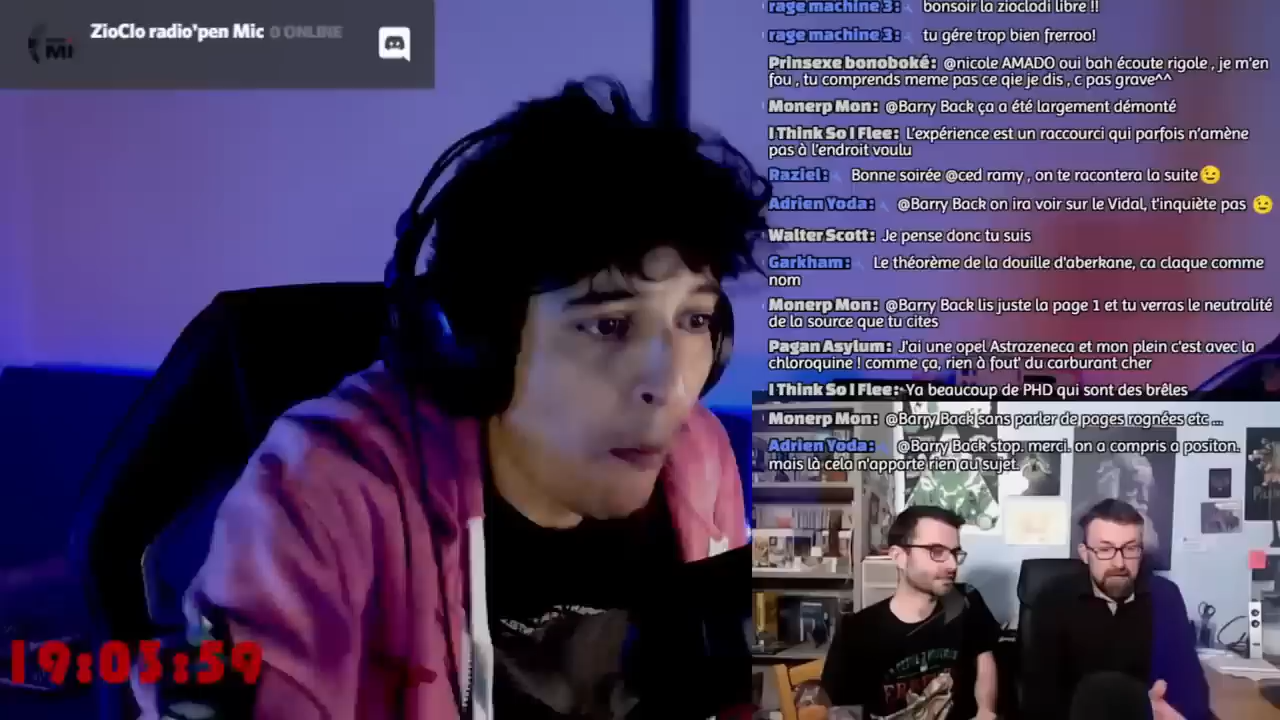 ZioClo radio'pen Mic 0 ONLINE
MI
rage machine 3: bonsoir la zioclodi libre !!
rage machine 3: tu gére trop bien frerroo!
Prinsexe bonoboké: @nicole AMADO oui bah écoute rigole , je m'en
fou , tu comprends meme pas ce qie je dis , c pas grave^^
Monerp Mon: @Barry Back ça a été largement démonté
I Think So I Flee: L'expérience est un raccourci qui parfois n'amène
pas à l'endroit voulu
Raziel: Bonne soirée @ced ramy , on te racontera la suite😉
Adrien Yoda: @Barry Back on ira voir sur le Vidal, t'inquiète pas 😉
Walter Scott: Je pense donc tu suis
Garkham: Le théorème de la douille d'aberkane, ca claque comme
nom
Monerp Mon: @Barry Back lis juste la page 1 et tu verras le neutralité
de la source que tu cites
Pagan Asylum: J'ai une opel Astrazeneca et mon plein c'est avec la
chloroquine ! comme ça, rien à fout' du carburant cher
I Think So I Flee: Ya beaucoup de PHD qui sont des brêles
Monerp Mon: @Barry Back sans parler de pages rognées etc ...
Adrien Yoda: @Barry Back stop. merci. on a compris a positon.
mais là cela n'apporte rien au sujet.
19:03:59